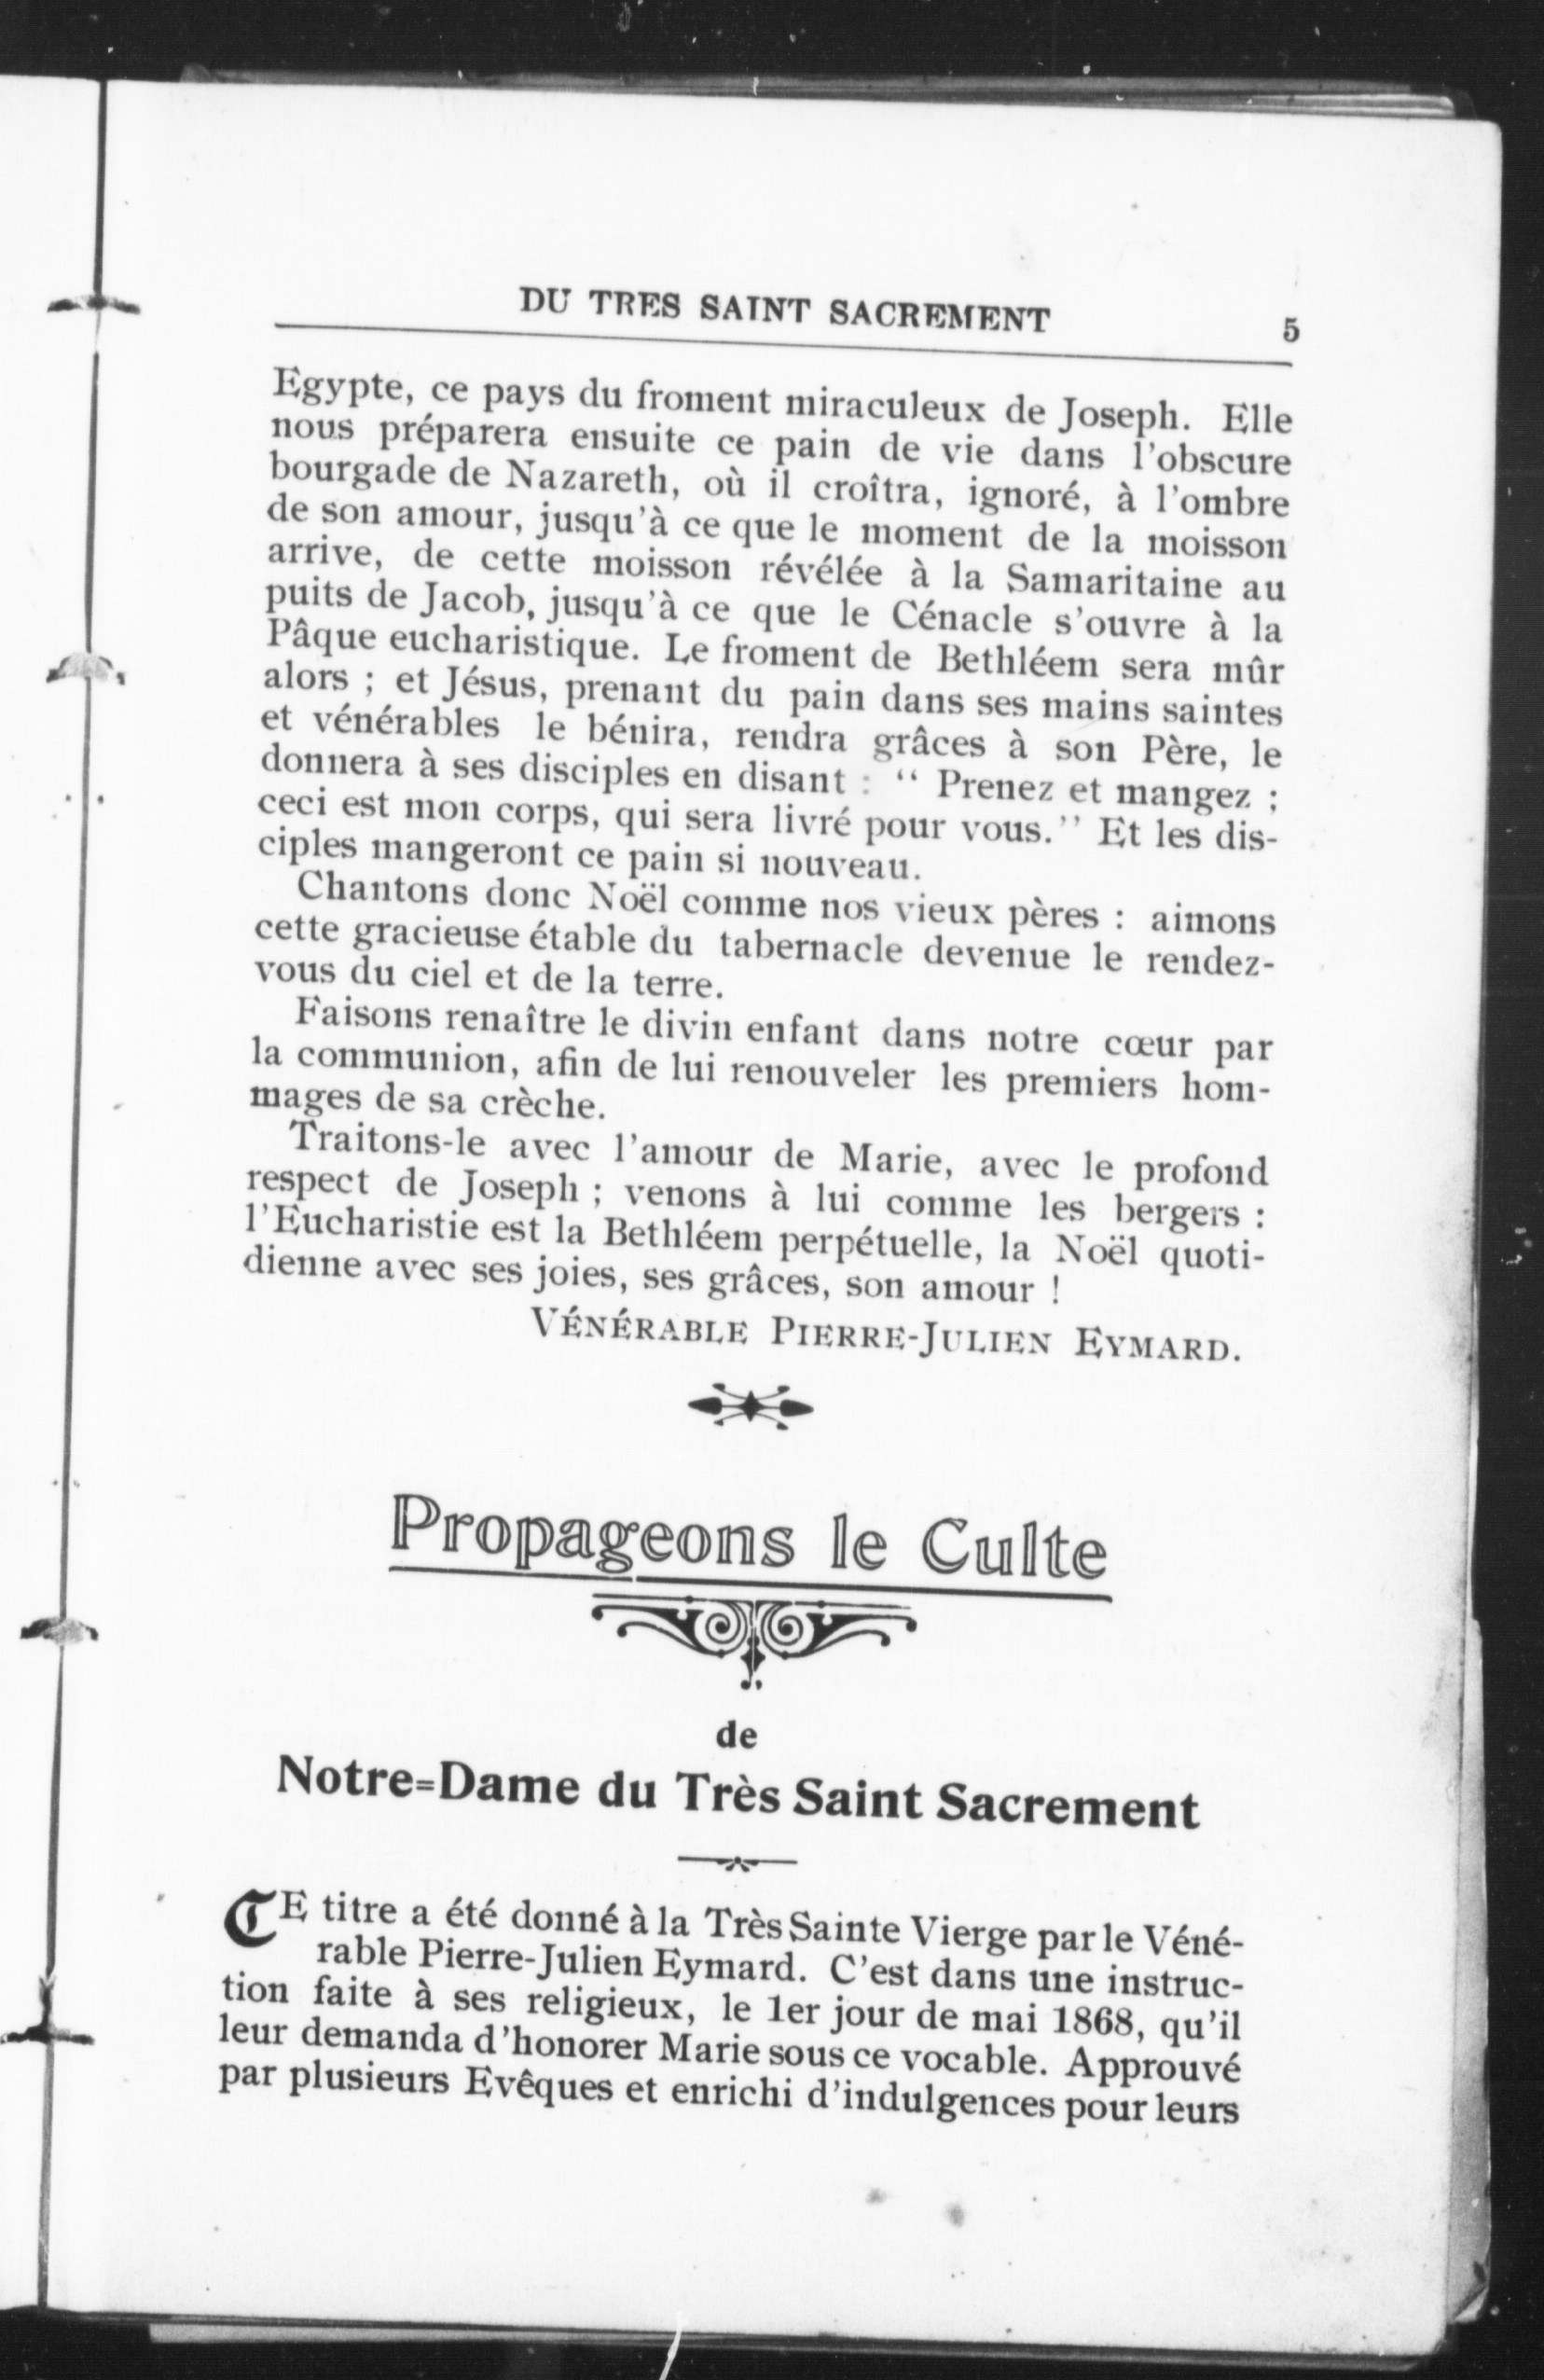 DU TRES SAINT SACREMENT 5
Egypte, ce pays du froment miraculeux de Joseph. Elle
nous préparera ensuite ce pain de vie dans l'obscure
bourgade de Nazareth, où il croîtra, ignoré, à l'ombre
de son amour, jusqu'à ce que le moment de la moisson
arrive, de cette moisson révélée à la Samaritaine au
puits de Jacob, jusqu'à ce que le Cénacle s'ouvre à la
Pâque eucharistique. Le froment de Bethléem sera mûr
alors ; et Jésus, prenant du pain dans ses mains saintes
et vénérables le bénira, rendra grâces à son Père, le
donnera à ses disciples en disant : “ Prenez et mangez ;
ceci est mon corps, qui sera livré pour vous.” Et les dis-
ciples mangeront ce pain si nouveau.
Chantons donc Noël comme nos vieux pères : aimons
cette gracieuse étable du tabernacle devenue le rendez-
vous du ciel et de la terre.
Faisons renaître le divin enfant dans notre cœur par
la communion, afin de lui renouveler les premiers hom-
mages de sa crèche.
Traitons-le avec l'amour de Marie, avec le profond
respect de Joseph ; venons à lui comme les bergers :
l'Eucharistie est la Bethléem perpétuelle, la Noël quoti-
dienne avec ses joies, ses grâces, son amour !
VÉNÉRABLE PIERRE-JULIEN EYMARD.
Propageons le Culte
de
Notre=Dame du Très Saint Sacrement
CE titre a été donné à la Très Sainte Vierge par le Véné-
rable Pierre-Julien Eymard. C'est dans une instruc-
tion faite à ses religieux, le 1er jour de mai 1868, qu'il
leur demanda d'honorer Marie sous ce vocable. Approuvé
par plusieurs Evêques et enrichi d'indulgences pour leurs